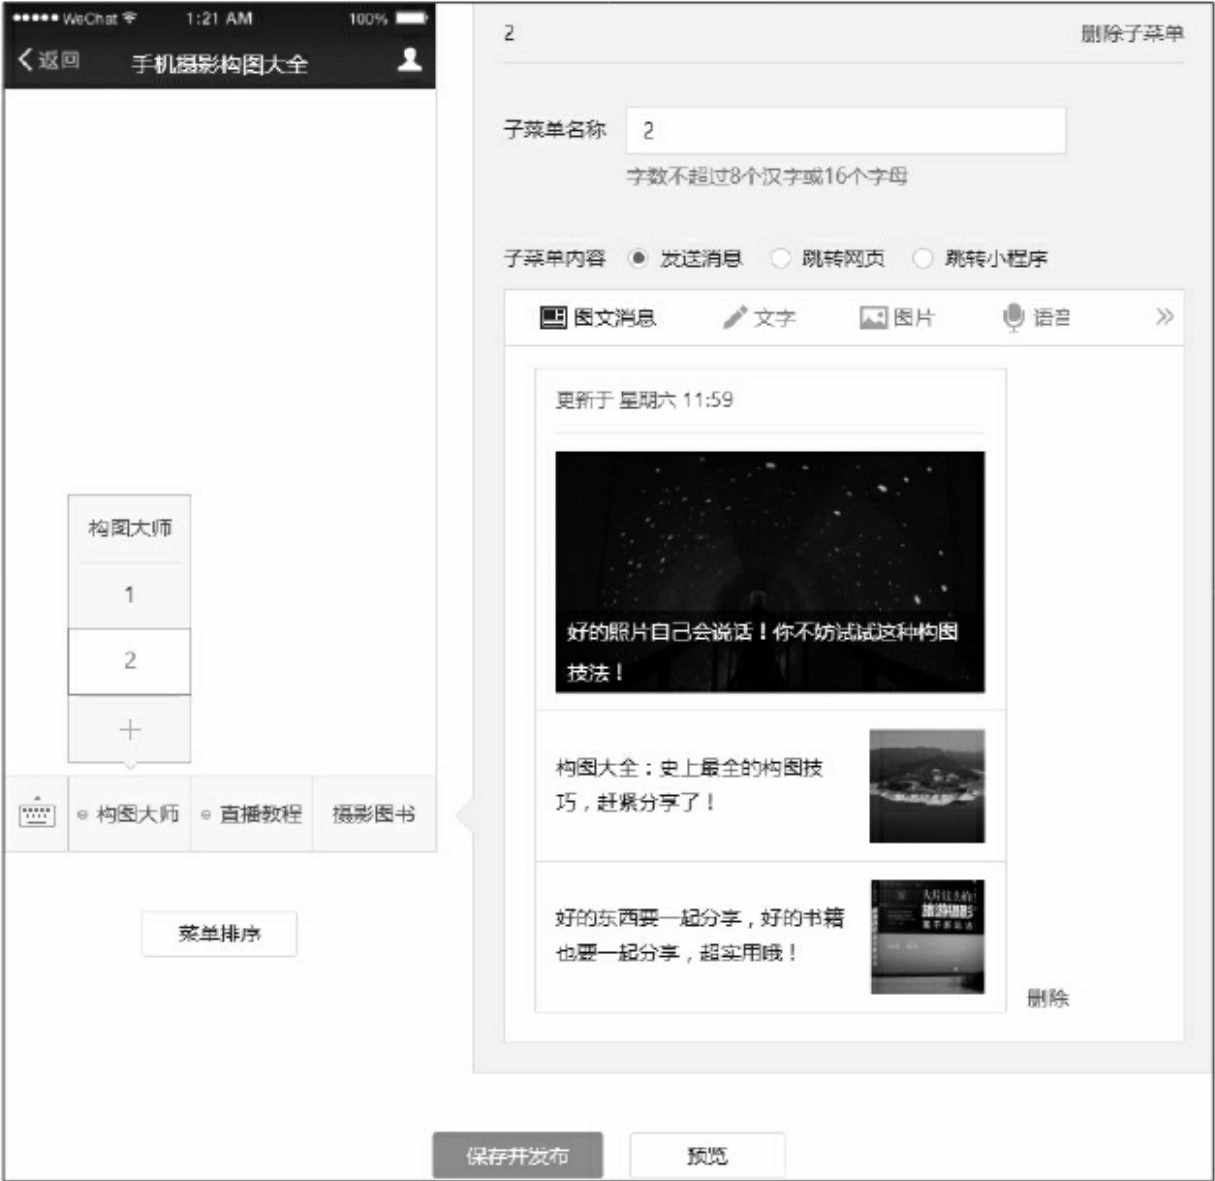 WeChat 1:21 AM 100%
返回 手机摄影构图大全
构图大师
1
2
+
构图大师 直播教程 摄影图书
菜单排序
2 删除子菜单
子菜单名称 2
字数不超过8个汉字或16个字母
子菜单内容 发送消息 跳转网页 跳转小程序
图文消息 文字 图片 语音
更新于 星期六 11:59
好的照片自己会说话！你不妨试试这种构图
技法！
构图大全：史上最全的构图技
巧，赶紧分享了！
好的东西要一起分享，好的书籍
也要一起分享，超实用哦！
旅游摄影
删除
保存并发布 预览